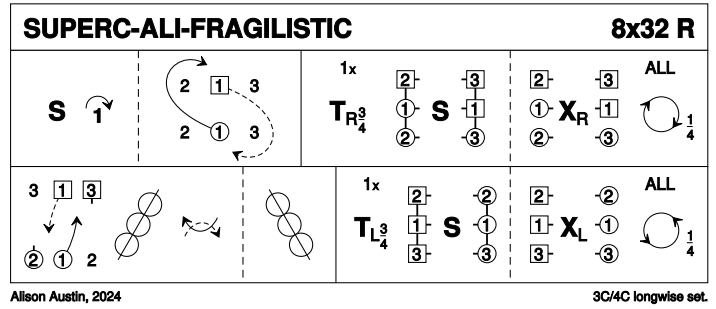 SUPERC-ALI-FRAGILISTIC 8x32 R
S 1
2 1 3
2 1 3
1x
T R 3/4
2
1
2
S
3
1
3
2
1
2
X R
3
1
3
ALL
1/4
3 1 3
2 1 2
1x
T L 3/4
2
1
3
S
2
1
3
2
1
3
X L
2
1
3
ALL
1/4
Alison Austin, 2024 3C/4C longwise set.